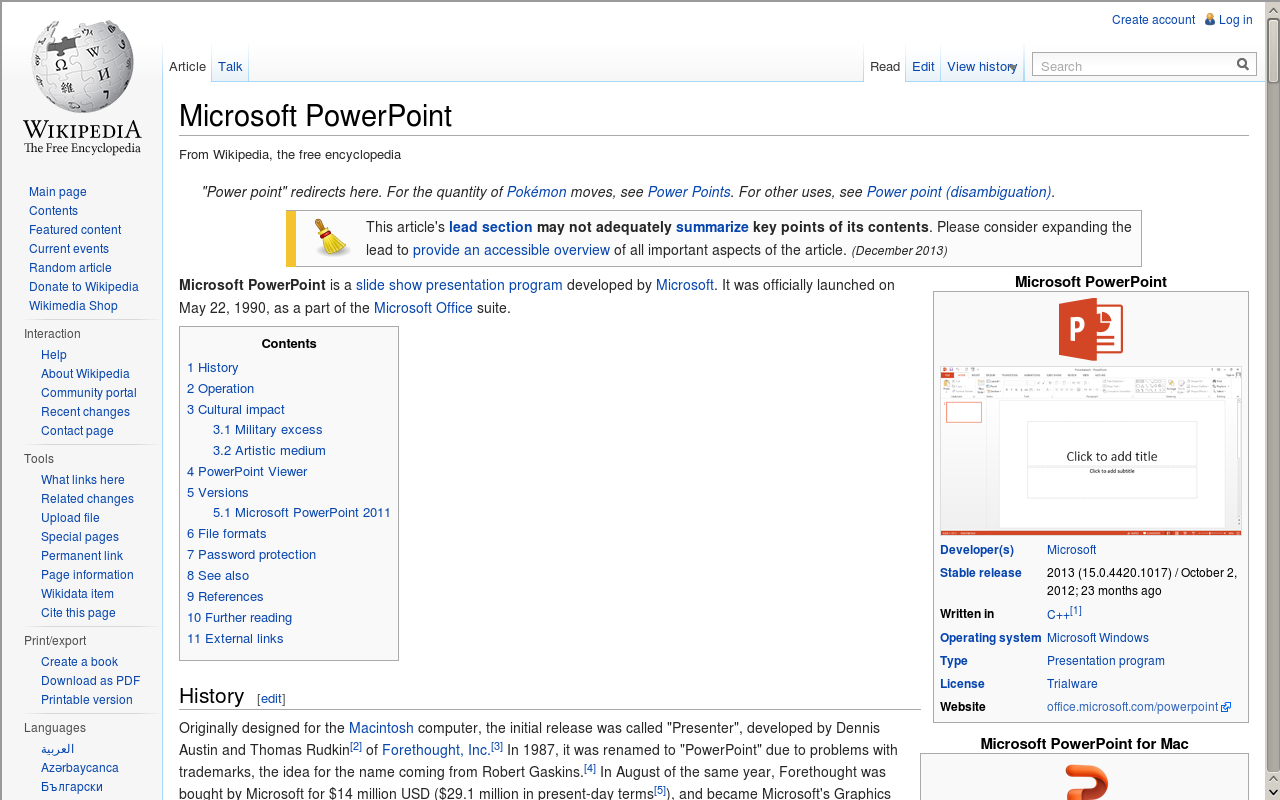 Create account Log in
Article Talk Read Edit View history Search
WIKIPEDIA
The Free Encyclopedia
Main page
Contents
Featured content
Current events
Random article
Donate to Wikipedia
Wikimedia Shop
Interaction
Help
About Wikipedia
Community portal
Recent changes
Contact page
Tools
What links here
Related changes
Upload file
Special pages
Permanent link
Page information
Wikidata item
Cite this page
Print/export
Create a book
Download as PDF
Printable version
Languages
العربية
Azərbaycanca
Български
Microsoft PowerPoint
From Wikipedia, the free encyclopedia
"Power point" redirects here. For the quantity of Pokémon moves, see Power Points. For other uses, see Power point (disambiguation).
This article's lead section may not adequately summarize key points of its contents. Please consider expanding the
lead to provide an accessible overview of all important aspects of the article. (December 2013)
Microsoft PowerPoint is a slide show presentation program developed by Microsoft. It was officially launched on
May 22, 1990, as a part of the Microsoft Office suite.
Contents
1 History
2 Operation
3 Cultural impact
3.1 Military excess
3.2 Artistic medium
4 PowerPoint Viewer
5 Versions
5.1 Microsoft PowerPoint 2011
6 File formats
7 Password protection
8 See also
9 References
10 Further reading
11 External links
History [edit]
Originally designed for the Macintosh computer, the initial release was called "Presenter", developed by Dennis
Austin and Thomas Rudkin[2] of Forethought, Inc.[3] In 1987, it was renamed to "PowerPoint" due to problems with
trademarks, the idea for the name coming from Robert Gaskins.[4] In August of the same year, Forethought was
bought by Microsoft for $14 million USD ($29.1 million in present-day terms[5]), and became Microsoft's Graphics
Microsoft PowerPoint
P
Click to add title
Click to add subtitle
Developer(s) Microsoft
Stable release 2013 (15.0.4420.1017) / October 2,
2012; 23 months ago
Written in C++[1]
Operating system Microsoft Windows
Type Presentation program
License Trialware
Website office.microsoft.com/powerpoint
Microsoft PowerPoint for Mac